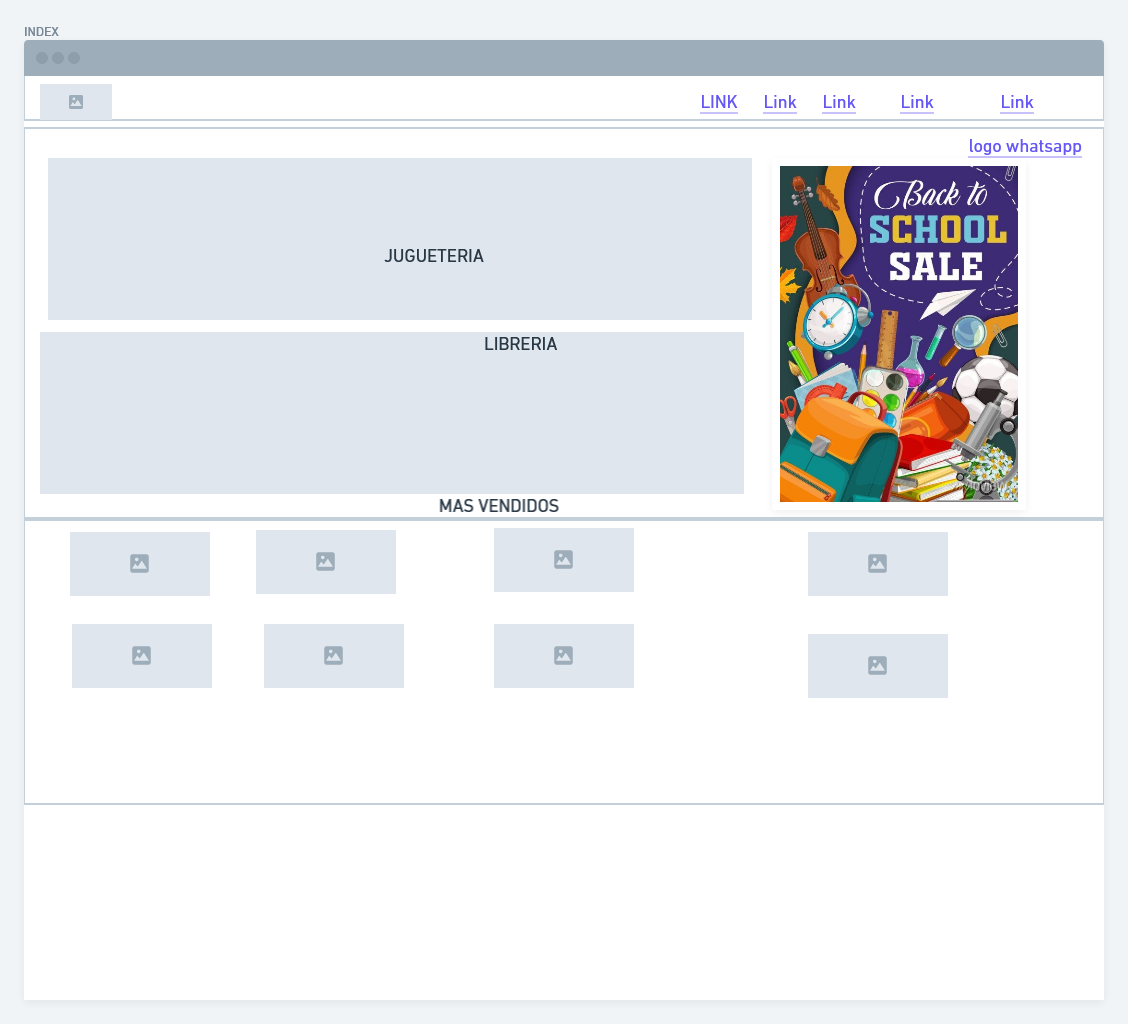 INDEX
LINK Link Link Link Link
logo whatsapp
JUGUETERIA
Back to
SCHOOL
SALE
LIBRERIA
MAS VENDIDOS